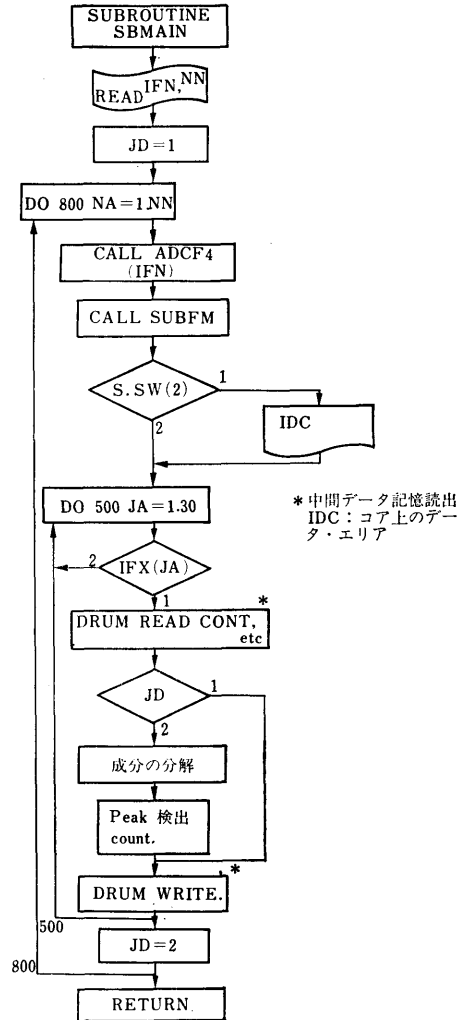 SUBROUTINE
SBMAIN
READ IFN, NN
JD=1
DO 800 NA=1.NN
CALL ADCF4
(IFN)
CALL SUBFM
S.SW(2)
1
2
IDC
DO 500 JA=1.30
*中間データ記憶読出
IDC：コア上のデー
タ・エリア
IFX(JA)
2
1
*
DRUM READ CONT,
etc
JD
1
2
成分の分解
Peak 検出
count.
, *
DRUM WRITE.
500
JD=2
800
RETURN